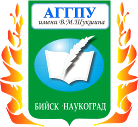 АГГПУ
имени В.М.Шукшина
БИЙСК-НАУКОГРАД